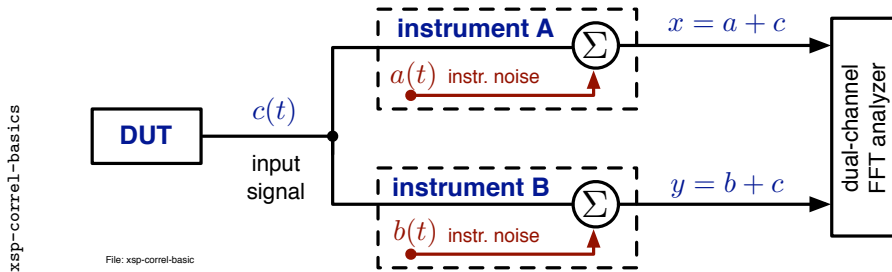 xsp-correl-basics
instrument A
Σ
x = a + c
a(t) instr. noise
DUT
c(t)
input
signal
instrument B
Σ
y = b + c
b(t) instr. noise
dual-channel
FFT analyzer
File: xsp-correl-basic